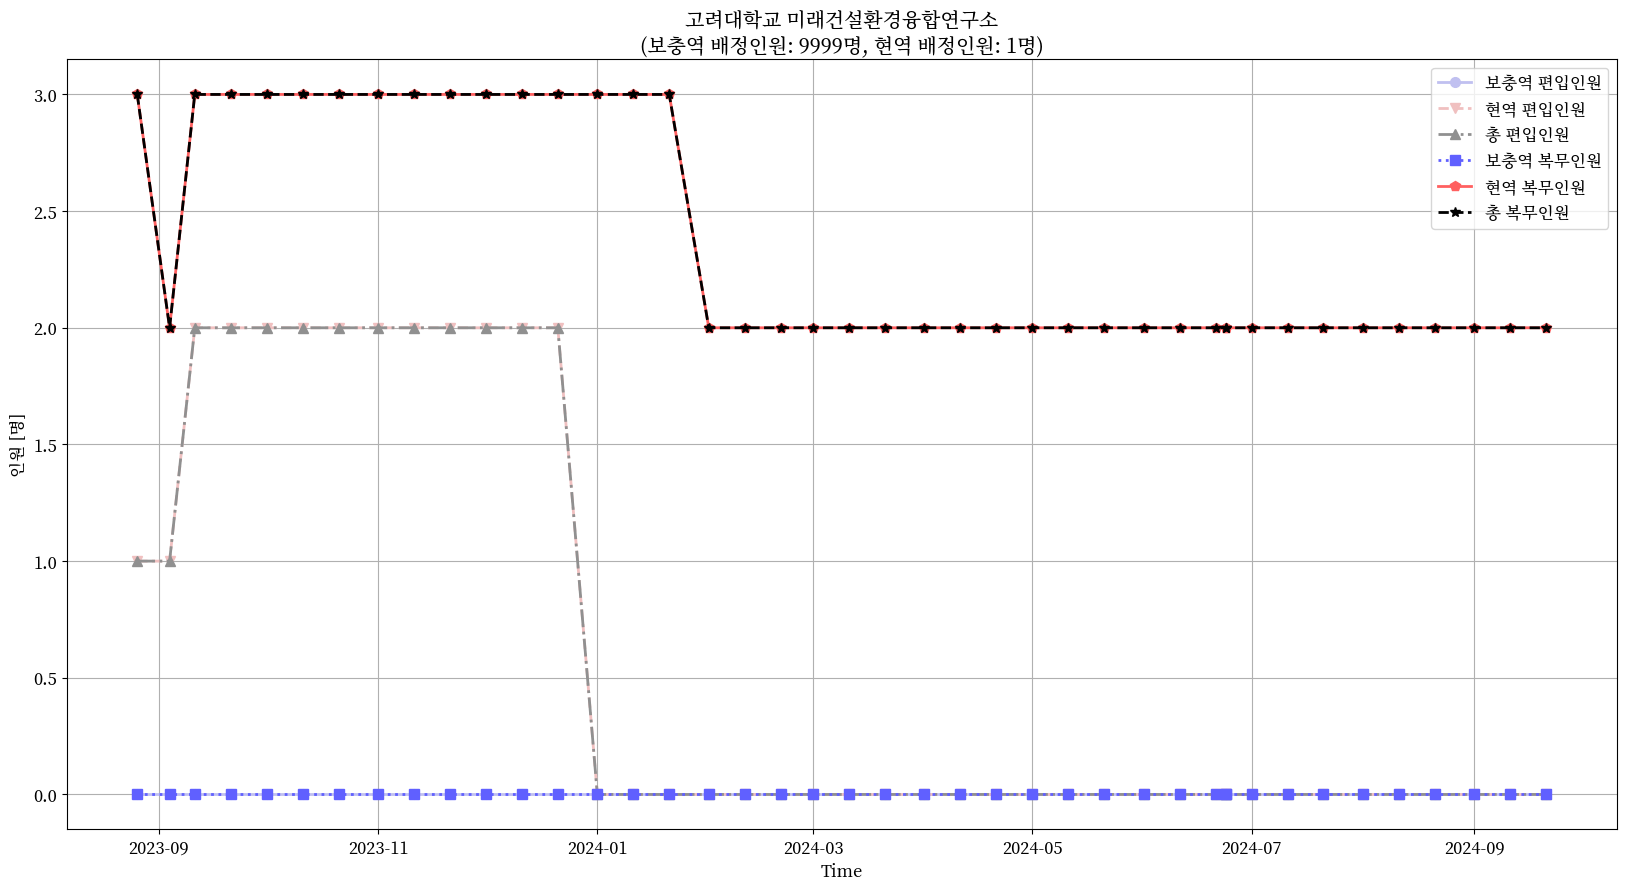 고려대학교 미래건설환경융합연구소
(보충역 배정인원: 9999명, 현역 배정인원: 1명)
보충역 편입인원
현역 편입인원
총 편입인원
보충역 복무인원
현역 복무인원
총 복무인원
인원 [명]
3.0
2.5
2.0
1.5
1.0
0.5
0.0
2023-09
2023-11
2024-01
2024-03
2024-05
2024-07
2024-09
Time